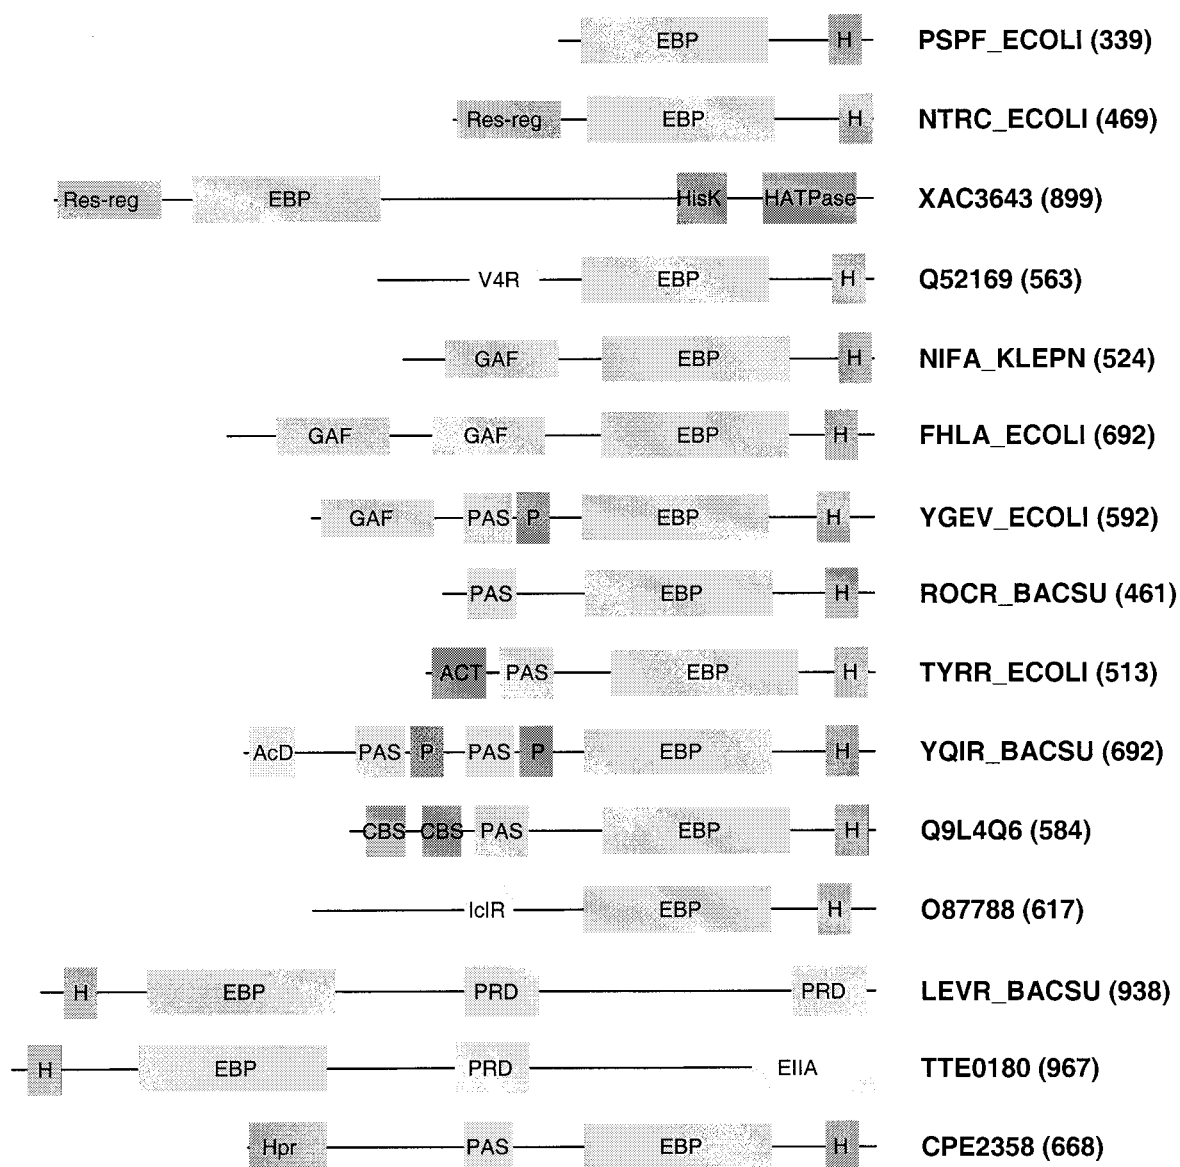 EBP H PSPF_ECOLI (339)
Res-reg EBP H NTRC_ECOLI (469)
Res-reg EBP HisK HATPase XAC3643 (899)
V4R EBP H Q52169 (563)
GAF EBP H NIFA_KLEPN (524)
GAF GAF EBP H FHLA_ECOLI (692)
GAF PAS P EBP H YGEV_ECOLI (592)
PAS EBP H ROCR_BACSU (461)
ACT PAS EBP H TYRR_ECOLI (513)
AcD PAS P PAS P EBP H YQIR_BACSU (692)
CBS CBS PAS EBP H Q9L4Q6 (584)
IclR EBP H O87788 (617)
H EBP PRD PRD LEVR_BACSU (938)
H EBP PRD EIIA TTE0180 (967)
Hpr PAS EBP H CPE2358 (668)